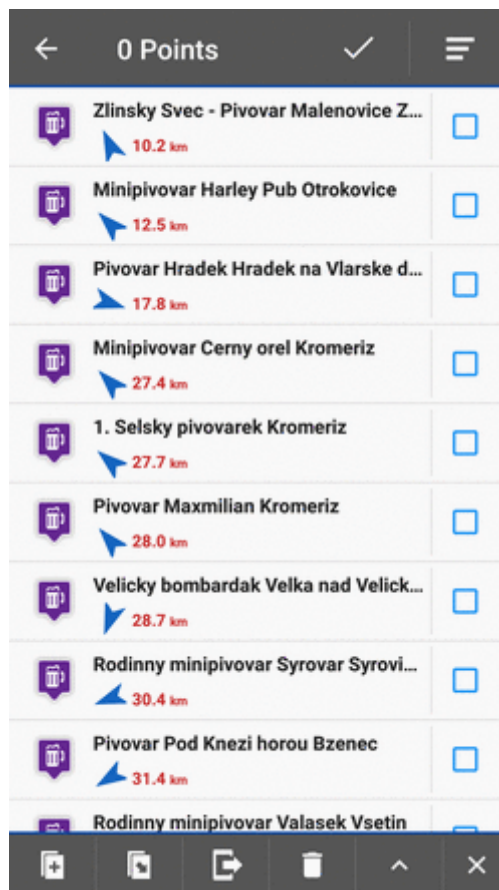 0 Points
Zlinsky Svec - Pivovar Malenovice Z...
10.2 km
Minipivovar Harley Pub Otrokovice
12.5 km
Pivovar Hradek Hradek na Vlarske d...
17.8 km
Minipivovar Cerny orel Kromeriz
27.4 km
1. Selsky pivovarek Kromeriz
27.7 km
Pivovar Maxmilian Kromeriz
28.0 km
Velicky bombardak Velka nad Velick...
28.7 km
Rodinny minipivovar Syrovar Syrovi...
30.4 km
Pivovar Pod Knezi horou Bzenec
31.4 km
Rodinny minipivovar Valasek Vsetin